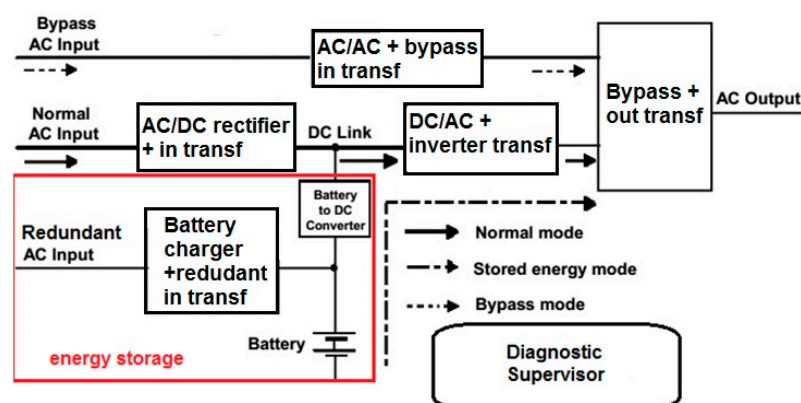 Bypass
AC Input
AC/AC + bypass
in transf
Bypass +
out transf
AC Output
Normal
AC Input
AC/DC rectifier
+ in transf
DC Link
DC/AC +
inverter transf
Battery
to DC
Converter
Redundant
AC Input
Battery
charger
+redudant
in transf
Battery
energy storage
Normal mode
Stored energy mode
Bypass mode
Diagnostic
Supervisor